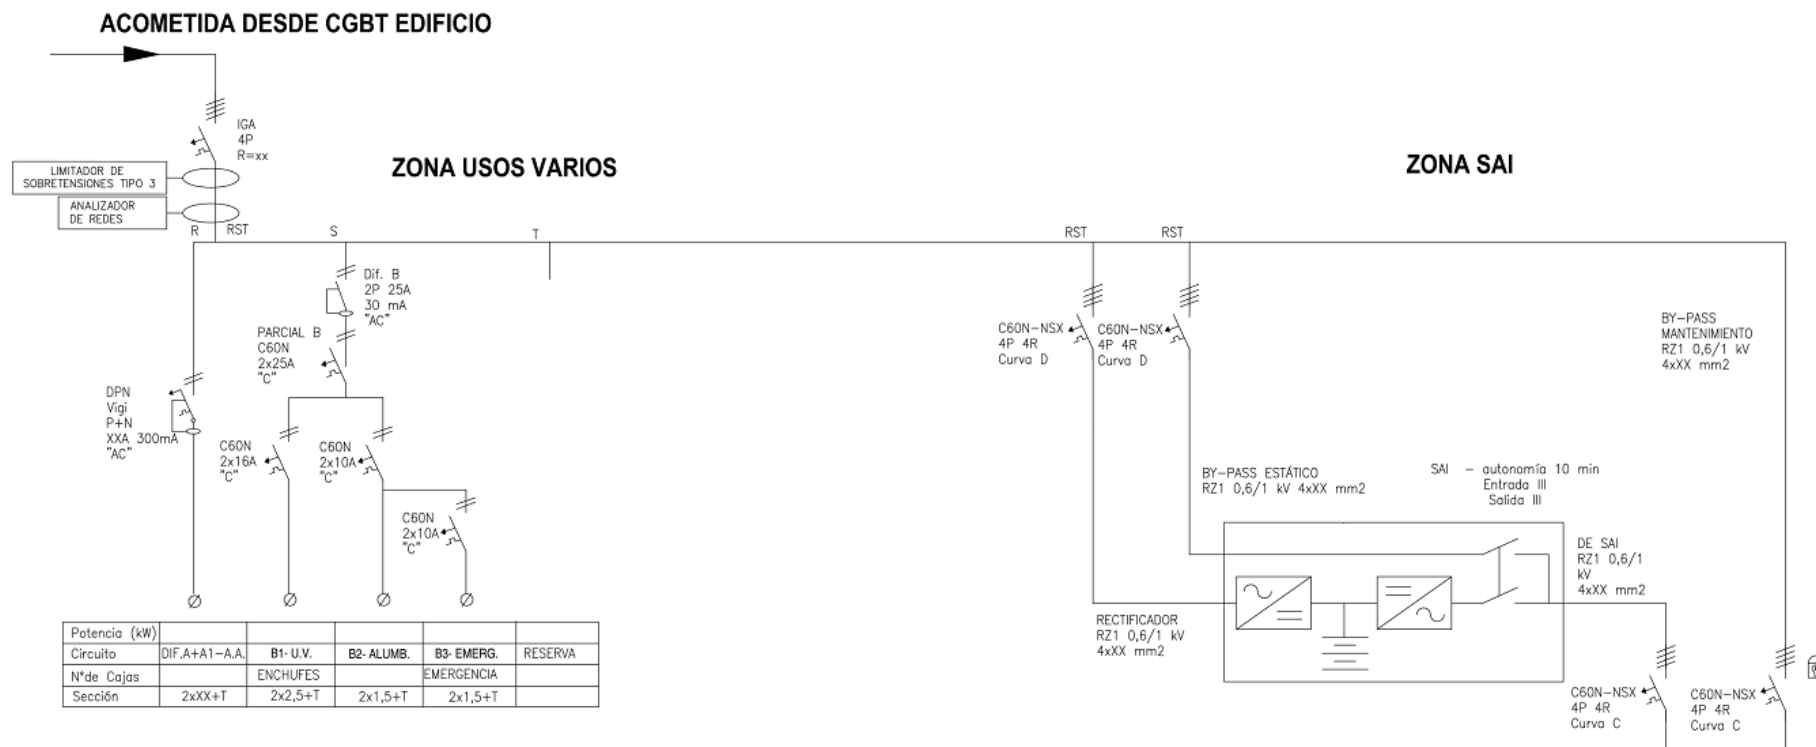 ACOMETIDA DESDE CGBT EDIFICIO
IGA
4P
R=xx
LIMITADOR DE
SOBRETENSIONES TIPO 3
ANALIZADOR
DE REDES
ZONA USOS VARIOS
ZONA SAI
R
RST
S
T
RST
RST
Dif. B
2P 25A
30 mA
"AC"
PARCIAL B
C60N
2x25A
"C"
DPN
Vigi
P+N
XXA 300mA
"AC"
C60N
2x16A
"C"
C60N
2x10A
"C"
C60N
2x10A
"C"
C60N-NSX
4P 4R
Curva D
C60N-NSX
4P 4R
Curva D
BY-PASS
MANTENIMIENTO
RZ1 0,6/1 kV
4xXX mm2
BY-PASS ESTÁTICO
RZ1 0,6/1 kV 4xXX mm2
SAI - autonomía 10 min
Entrada III
Salida III
DE SAI
RZ1 0,6/1
kV
4xXX mm2
RECTIFICADOR
RZ1 0,6/1 kV
4xXX mm2
C60N-NSX
4P 4R
Curva C
C60N-NSX
4P 4R
Curva C
Potencia (kW)
Circuito DIF.A+A1-A.A. B1- U.V. B2- ALUMB. B3- EMERG. RESERVA
Nºde Cajas ENCHUFES EMERGENCIA
Sección 2xXX+T 2x2,5+T 2x1,5+T 2x1,5+T